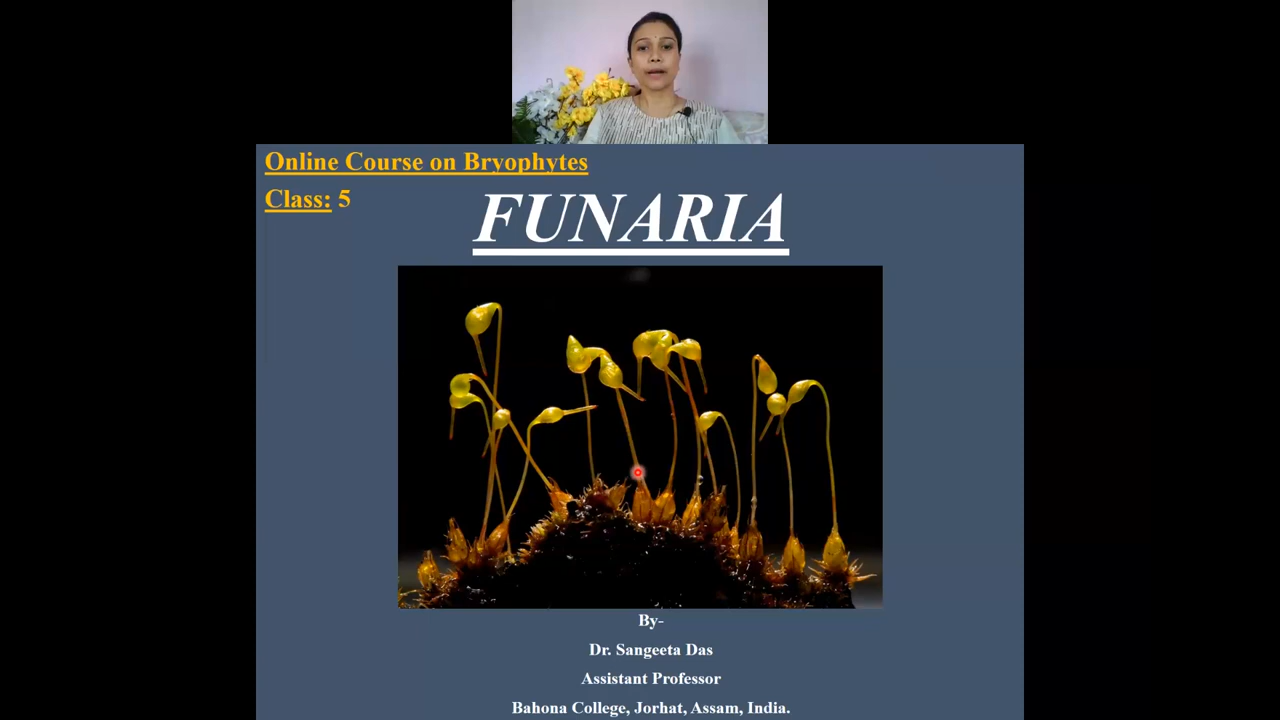 Online Course on Bryophytes
Class: 5
FUNARIA
By-
Dr. Sangeeta Das
Assistant Professor
Bahona College, Jorhat, Assam, India.